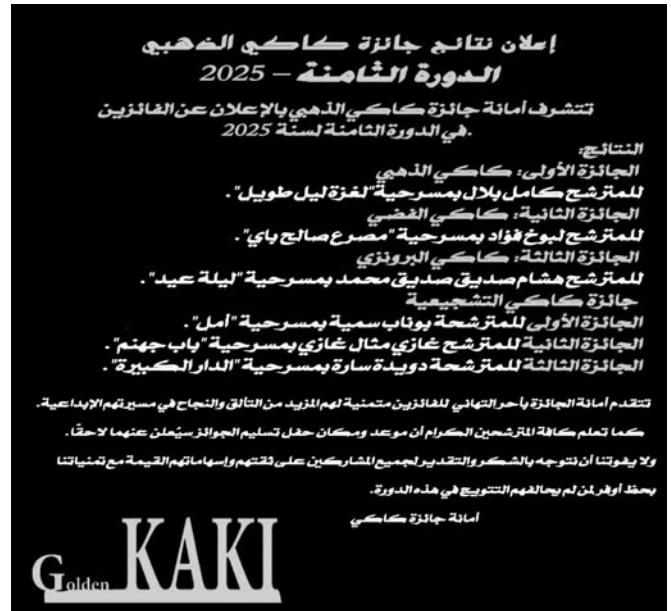 إعلان نتائج جائزة كاكي الذهبي
الدورة الثامنة – 2025
تتشرف أمانة جائزة كاكي الذهبي بالإعلان عن الفائزين
في الدورة الثامنة لسنة 2025.
النتائج:
الجائزة الأولى: كاكي الذهبي
للمترشح كامل بلال بمسرحية "لغزة ليل طويل".
الجائزة الثانية: كاكي الفضي
للمترشح لبوخ فؤاد بمسرحية "مصرع صالح باي".
الجائزة الثالثة: كاكي البرونزي
للمترشح هشام صديق صديق محمد بمسرحية "ليلة عيد".
جائزة كاكي التشجيعية
الجائزة الأولى للمترشحة بوناب سمية بمسرحية "أمل".
الجائزة الثانية للمترشح غازي مثال غازي بمسرحية "باب جهنم".
الجائزة الثالثة للمترشحة دويدة سارة بمسرحية "الدار الكبيرة".
تتقدم أمانة الجائزة بأحر التهاني للفائزين متمنية لهم المزيد من التألق والنجاح في مسيرتهم الإبداعية.
كما تعلم كافة المترشحين الكرام أن موعد ومكان حفل تسليم الجوائز سيُعلن عنهما لاحقًا.
ولا يفوتنا أن نتوجه بالشكر والتقدير لجميع المشاركين على ثقتهم وإسهاماتهم القيمة مع تمنياتنا
بحظ أوفر لمن لم يحالفهم التتويج في هذه الدورة.
أمانة جائزة كاكي
Golden KAKI